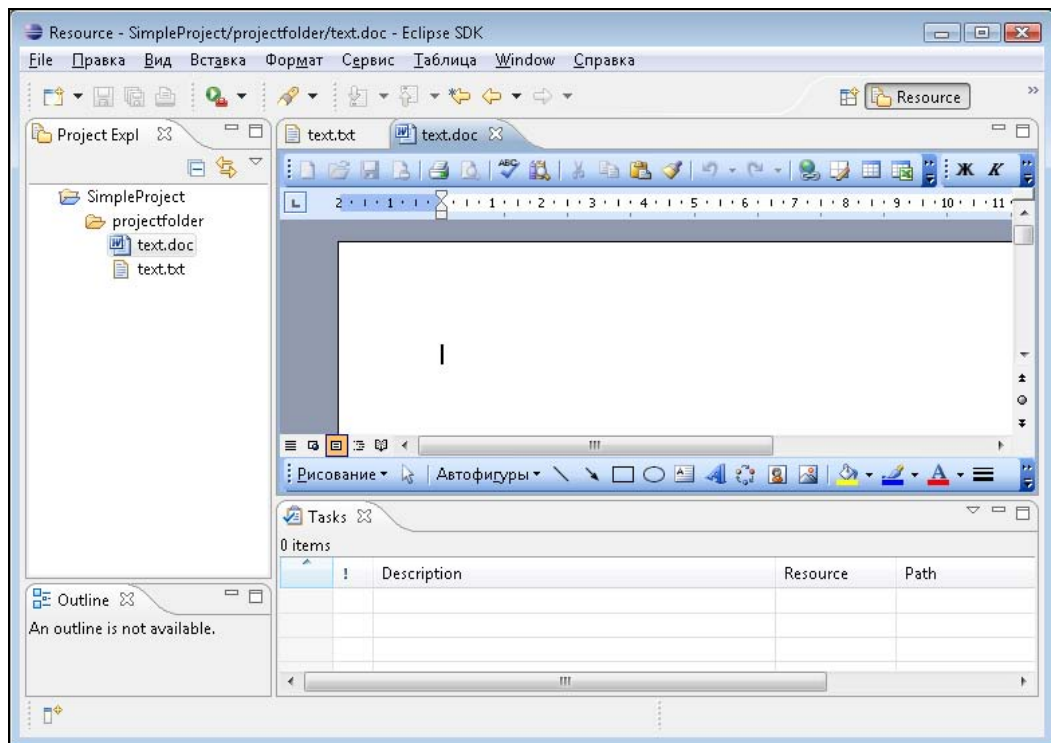 Resource - SimpleProject/projectfolder/text.doc - Eclipse SDK
File Правка Вид Вставка Формат Сервис Таблица Window Справка
Resource
Project Expl
text.txt text.doc
ABC
Ж К
SimpleProject
projectfolder
text.doc
text.txt
2 1 1 2 3 4 5 6 7 8 9 10 11
Рисование Автофигуры
A
Tasks
0 items
! Description Resource Path
Outline
An outline is not available.